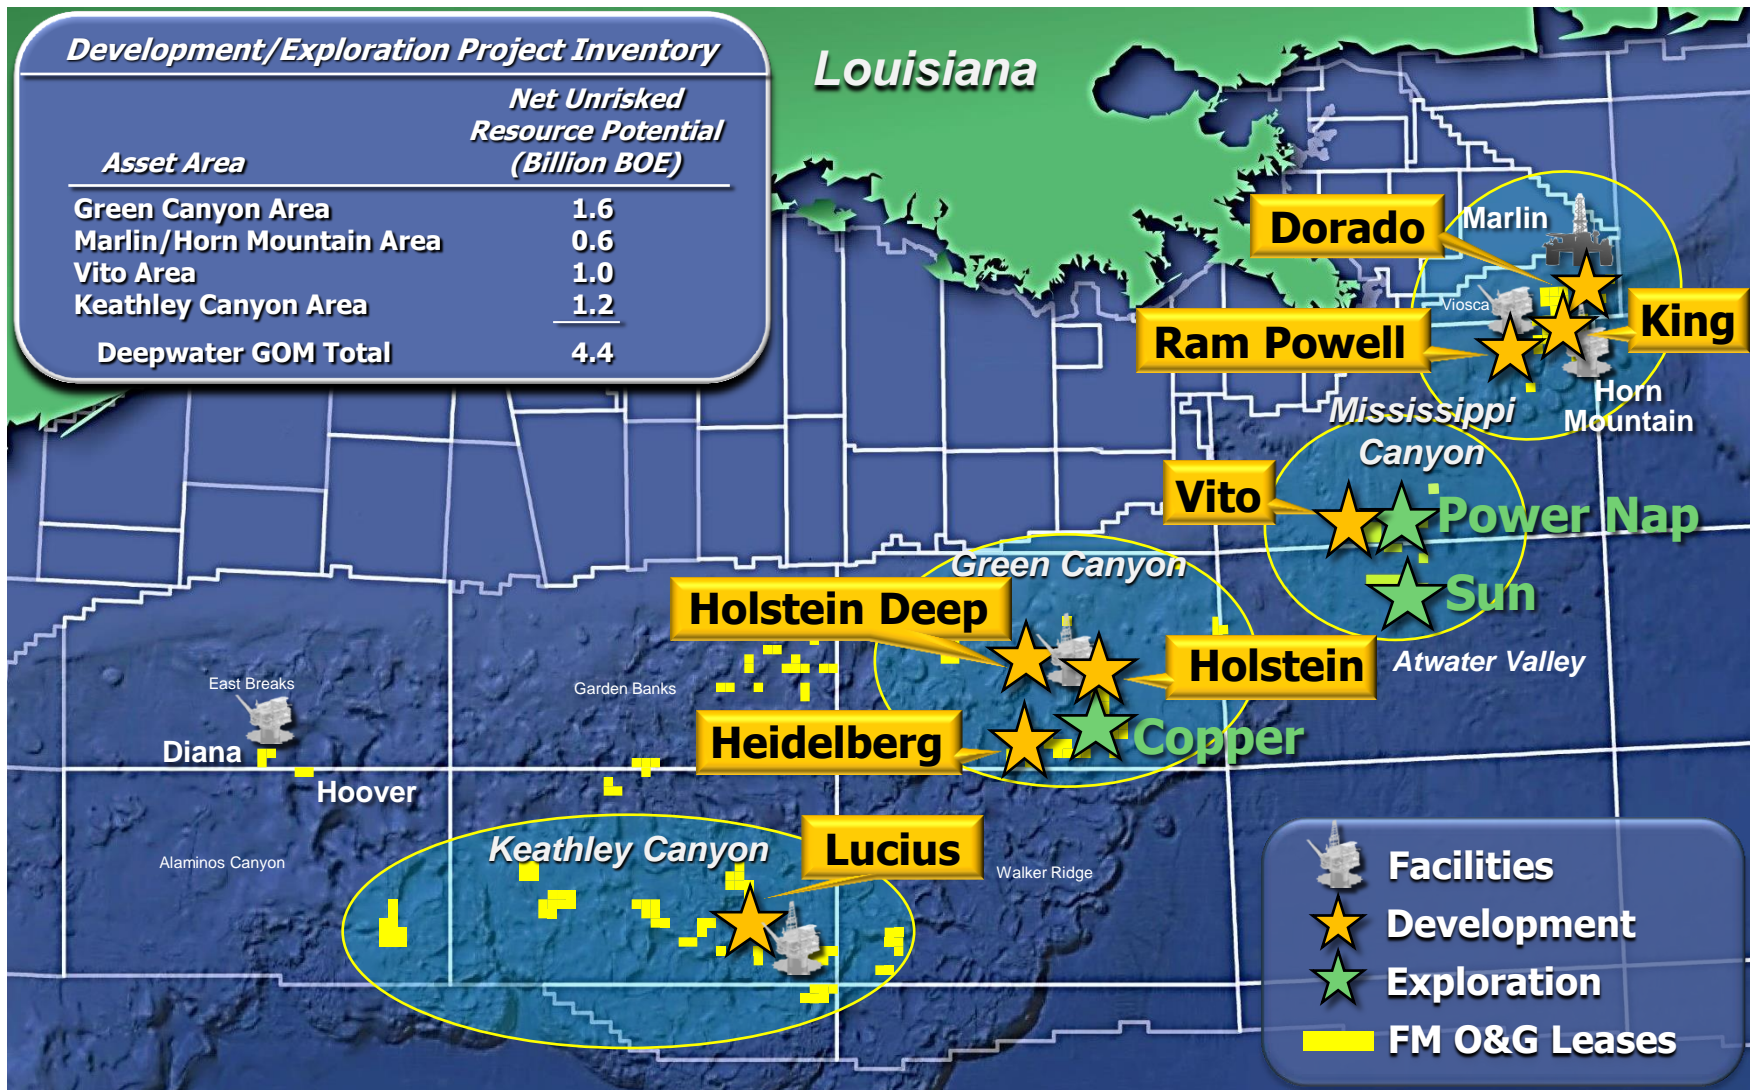 Development/Exploration Project Inventory
Net Unrisked
Resource Potential
Asset Area (Billion BOE)
Green Canyon Area 1.6
Marlin/Horn Mountain Area 0.6
Vito Area 1.0
Keathley Canyon Area 1.2
Deepwater GOM Total 4.4
Louisiana
Dorado
Marlin
Viosca
King
Ram Powell
Horn
Mountain
Mississippi
Canyon
Vito
Power Nap
Sun
Green Canyon
Holstein Deep
Holstein
Atwater Valley
East Breaks
Garden Banks
Heidelberg
Copper
Diana
Hoover
Keathley Canyon
Lucius
Alaminos Canyon
Walker Ridge
Facilities
Development
Exploration
FM O&G Leases